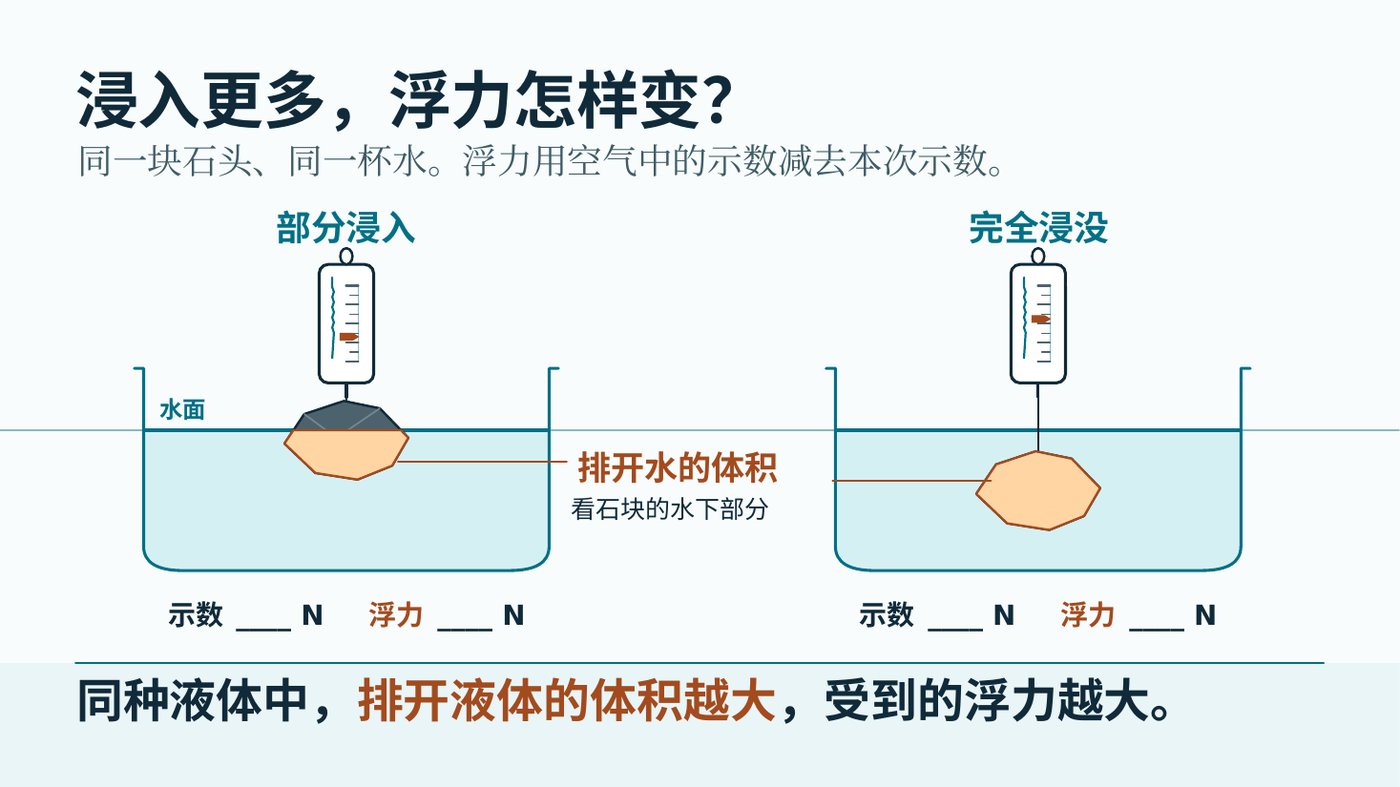 浸入更多，浮力怎样变？
同一块石头、同一杯水。浮力用空气中的示数减去本次示数。
部分浸入
完全浸没
水面
排开水的体积
看石块的水下部分
示数 ____ N 浮力 ____ N
示数 ____ N 浮力 ____ N
同种液体中，排开液体的体积越大，受到的浮力越大。